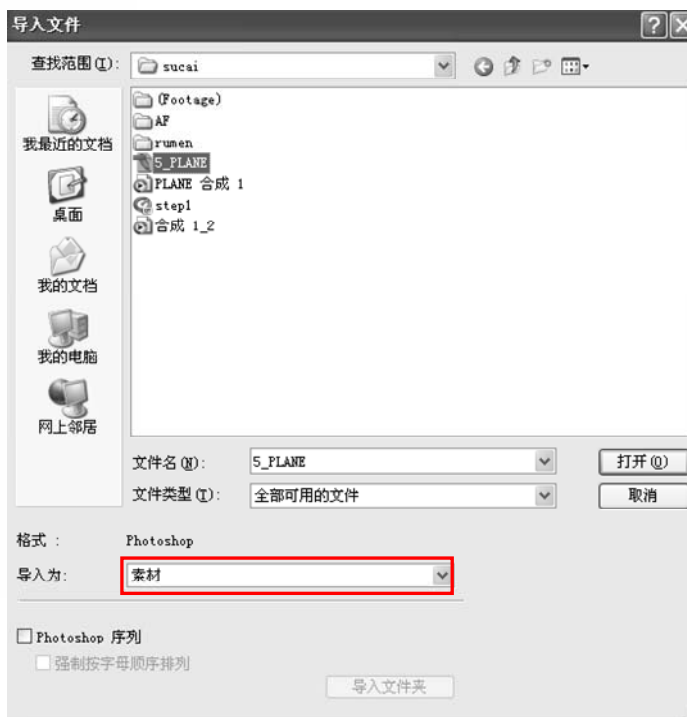 导入文件
查找范围(I):
sucai
我最近的文档
桌面
我的文档
我的电脑
网上邻居
(Footage)
AF
rumen
5_PLANE
PLANE 合成 1
step1
合成 1_2
文件名(N):
5_PLANE
打开(O)
文件类型(T):
全部可用的文件
取消
格式 :
Photoshop
导入为:
素材
Photoshop 序列
强制按字母顺序排列
导入文件夹